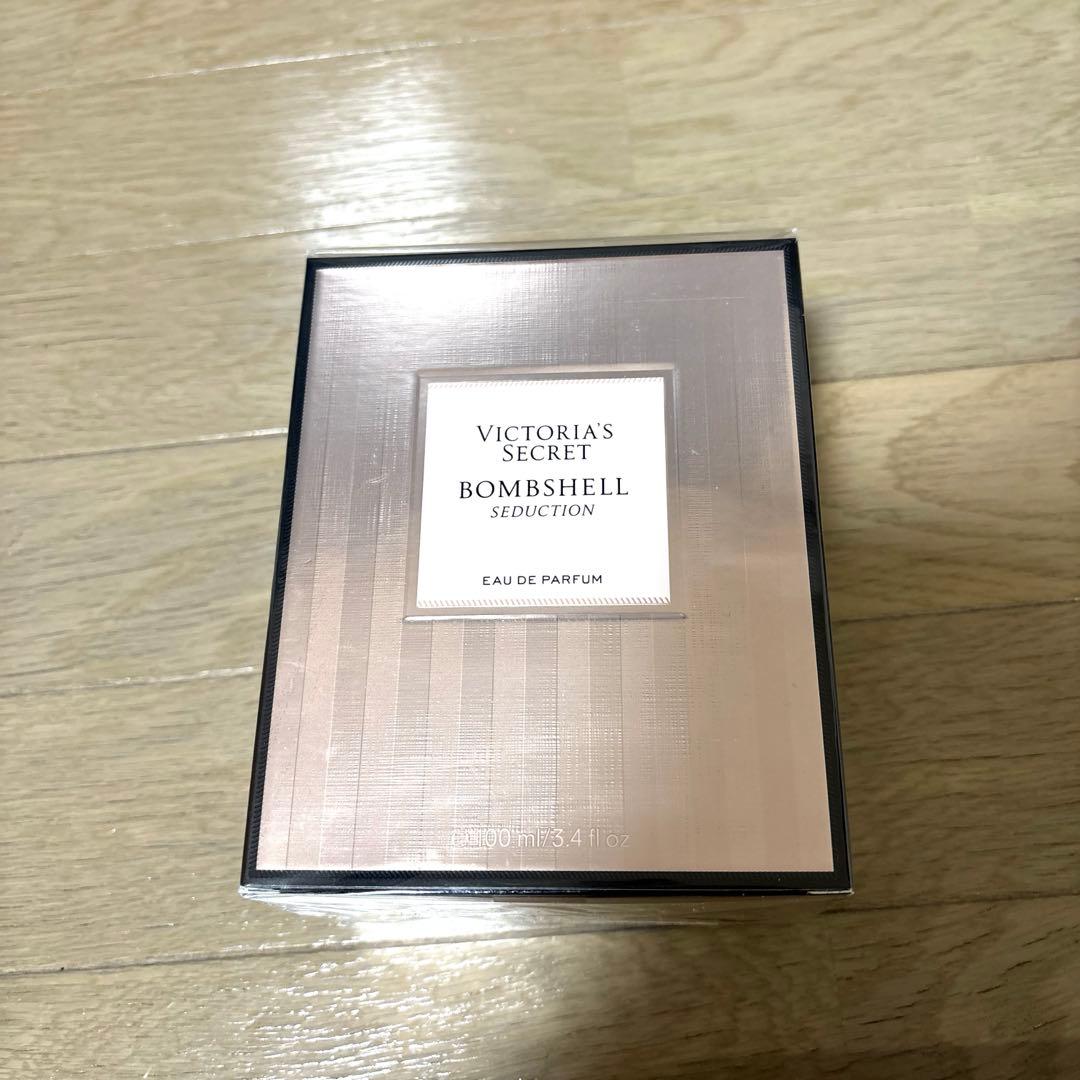 VICTORIA'S
SECRET
BOMBSHELL
SEDUCTION
EAU DE PARFUM
℮ 100 ml/3.4 fl oz